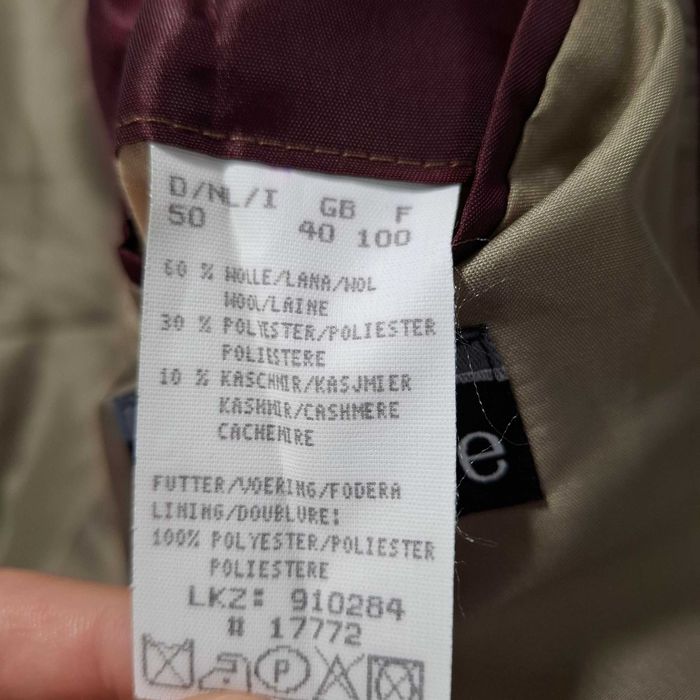 D/NL/I GB F
50 40 100
60 % WOLLE/LANA/WOL
WOOL/LAINE
30 % POLYESTER/POLIESTER
POLIESTERE
10 % KASCHMIR/KASJMIER
KASHMIR/CASHMERE
CACHEMIRE
e
FUTTER/VOERING/FODERA
LINING/DOUBLURE:
100% POLYESTER/POLIESTER
POLIESTERE
LKZ: 910284
# 17772
P